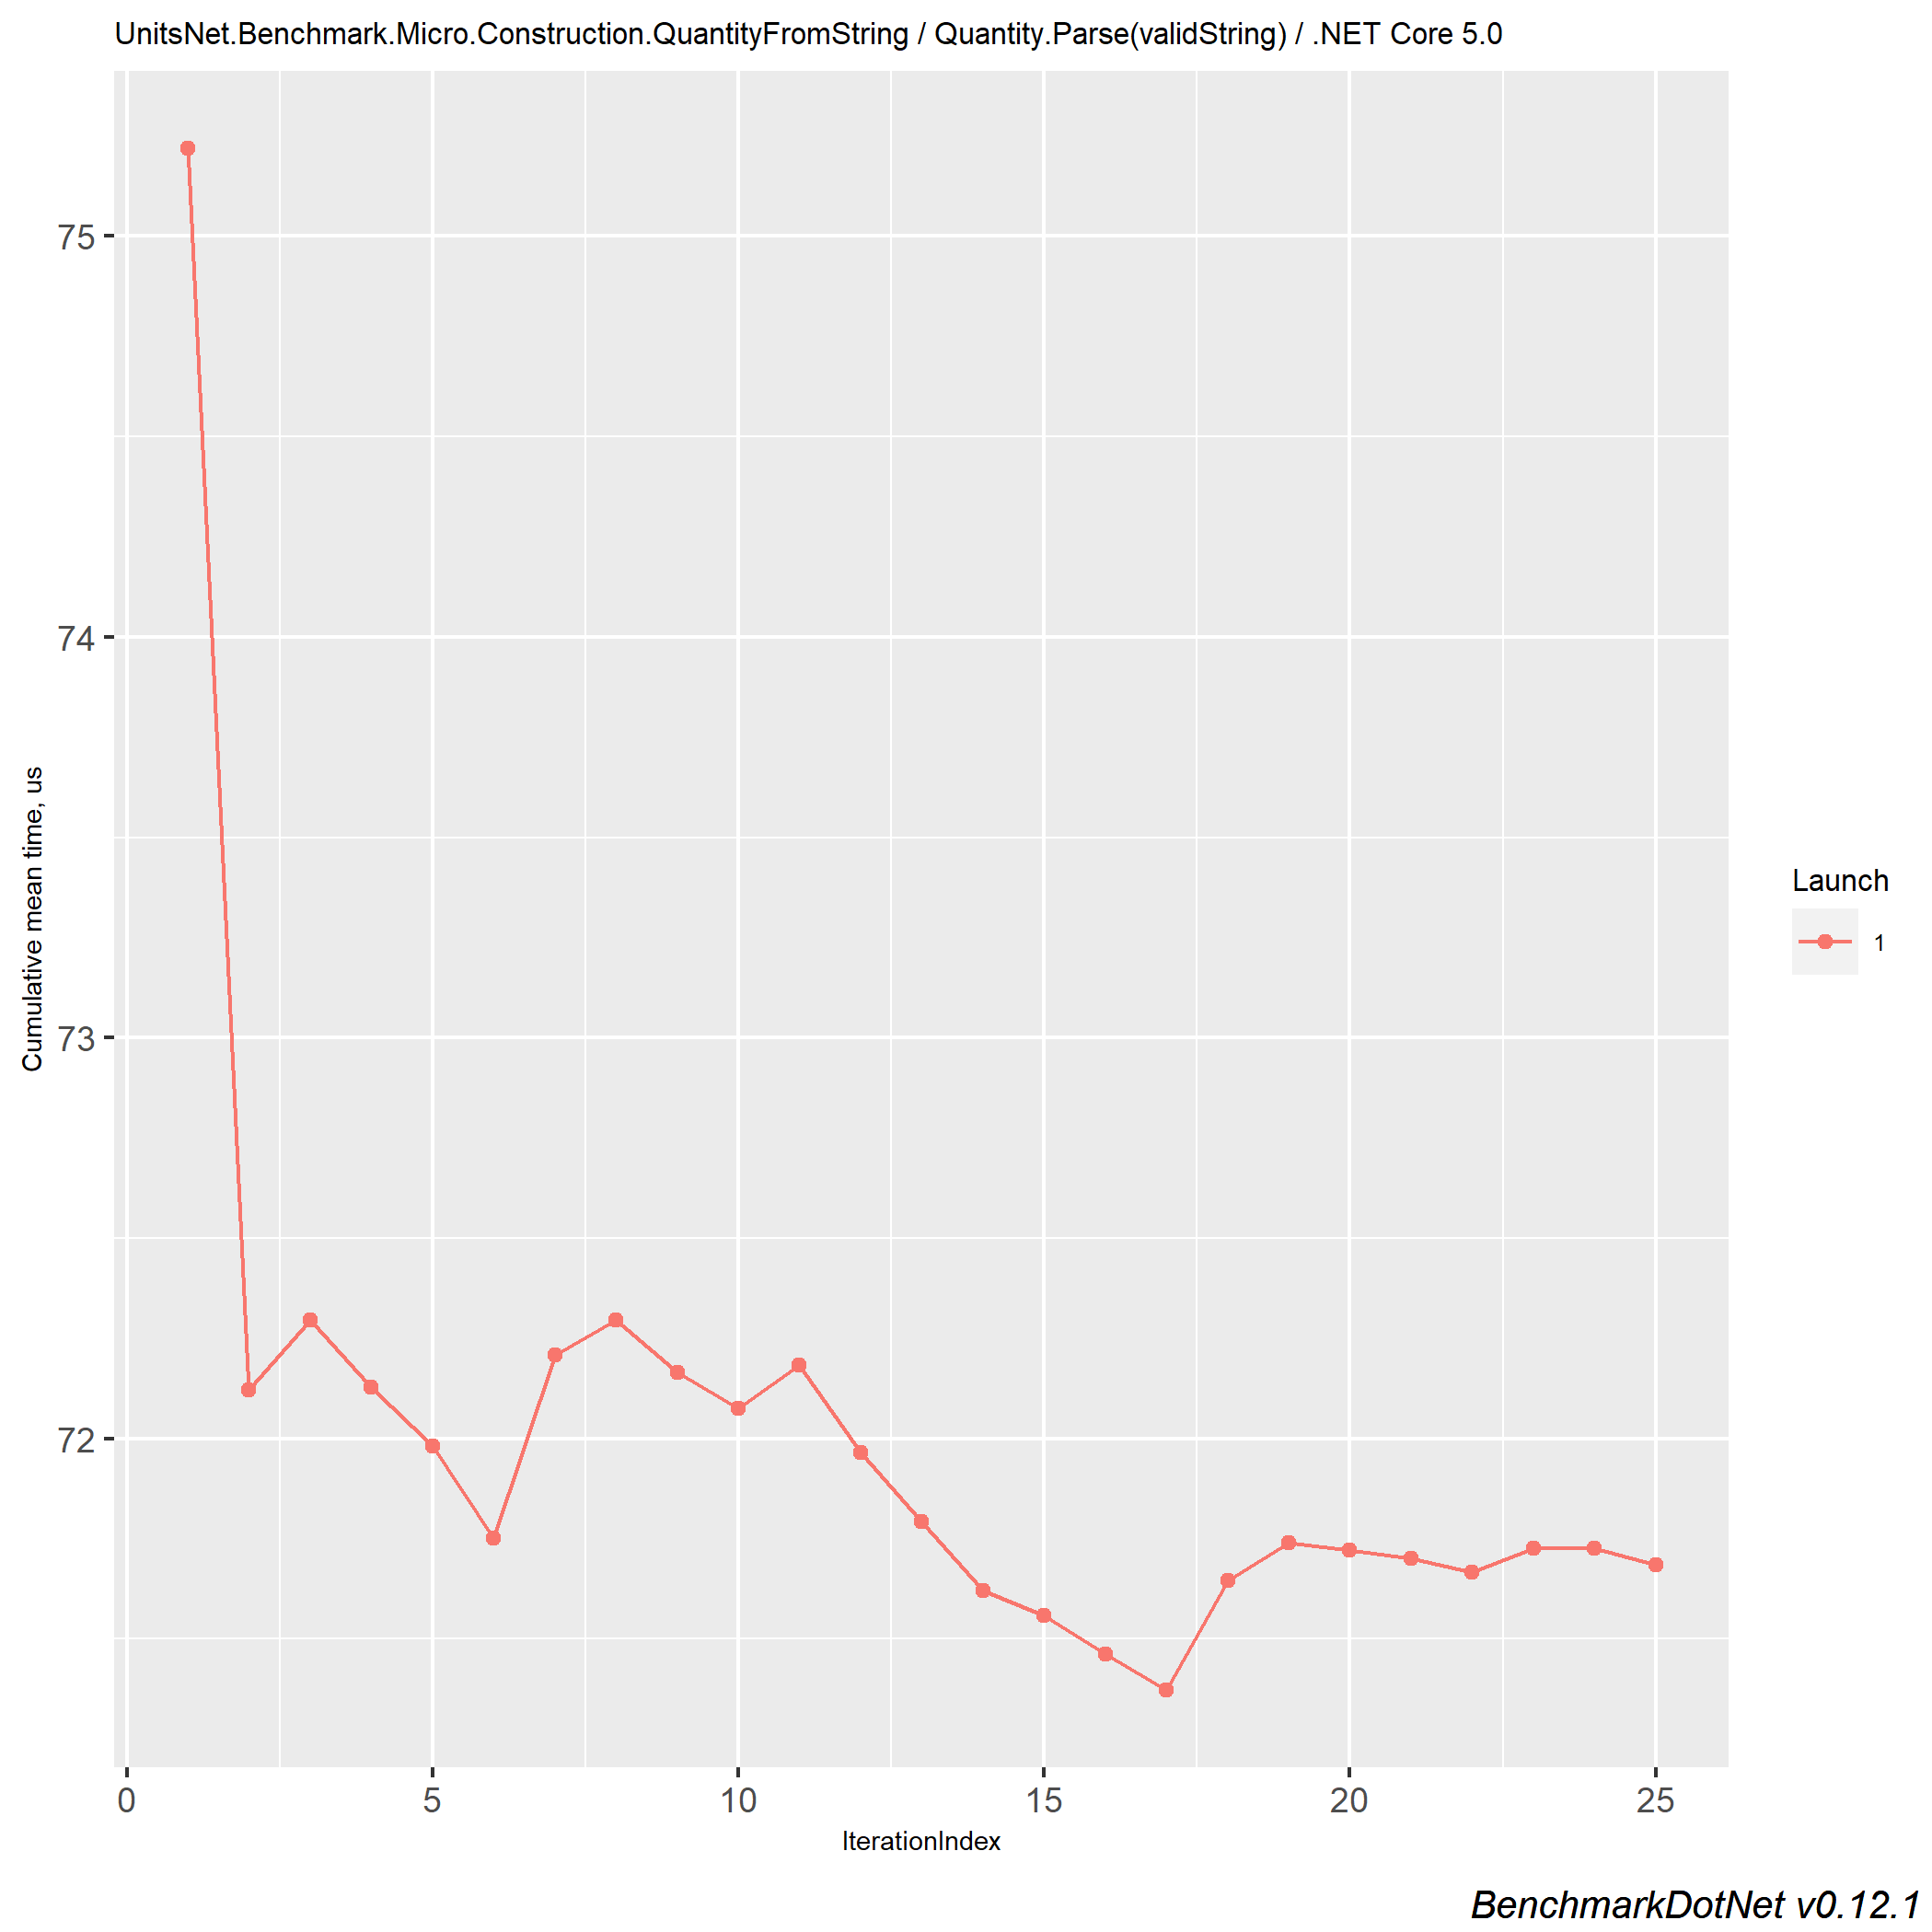 UnitsNet.Benchmark.Micro.Construction.QuantityFromString / Quantity.Parse(validString) / .NET Core 5.0
Cumulative mean time, us
75
74
73
72
0 5 10 15 20 25
IterationIndex
Launch
1
BenchmarkDotNet v0.12.1